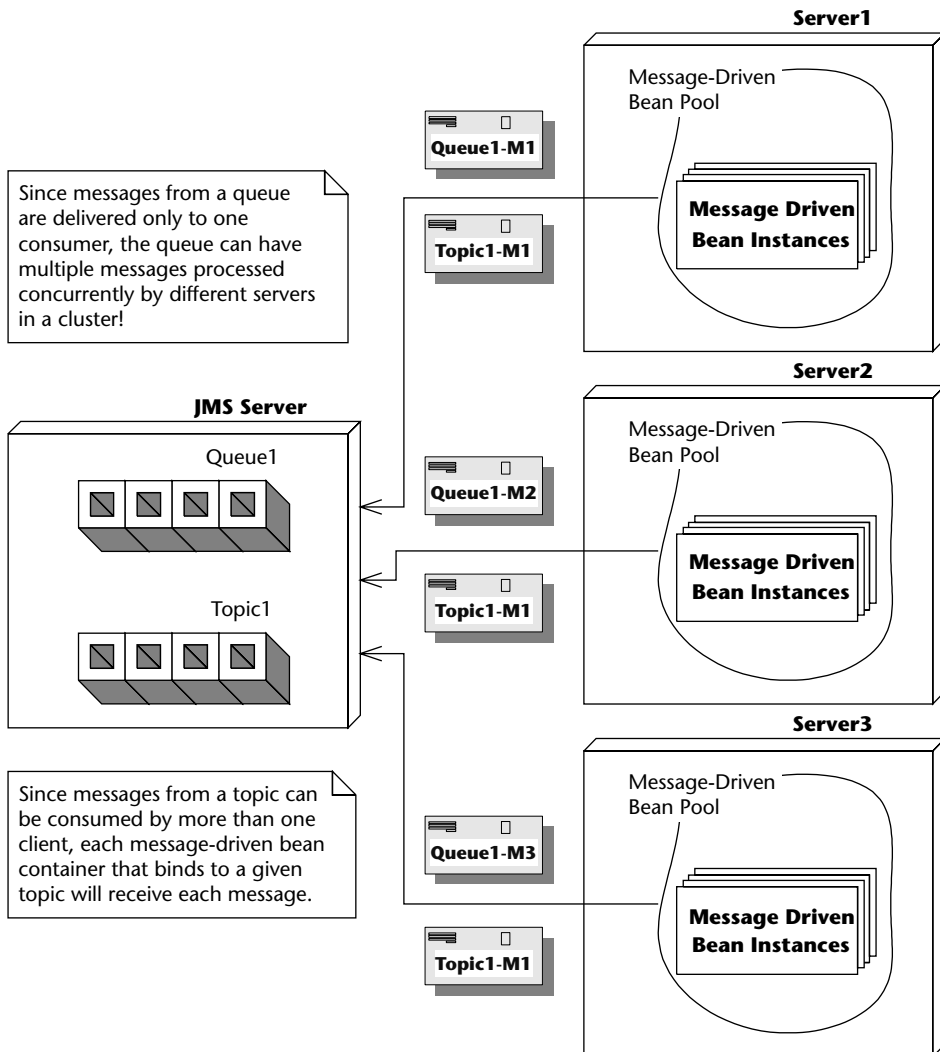 Server1
Message-Driven
Bean Pool
Queue1-M1
Since messages from a queue
are delivered only to one
consumer, the queue can have
multiple messages processed
concurrently by different servers
in a cluster!
Topic1-M1
Message Driven
Bean Instances
Server2
JMS Server
Message-Driven
Bean Pool
Queue1
Queue1-M2
Message Driven
Bean Instances
Topic1
Topic1-M1
Server3
Message-Driven
Bean Pool
Since messages from a topic can
be consumed by more than one
client, each message-driven bean
container that binds to a given
topic will receive each message.
Queue1-M3
Message Driven
Bean Instances
Topic1-M1